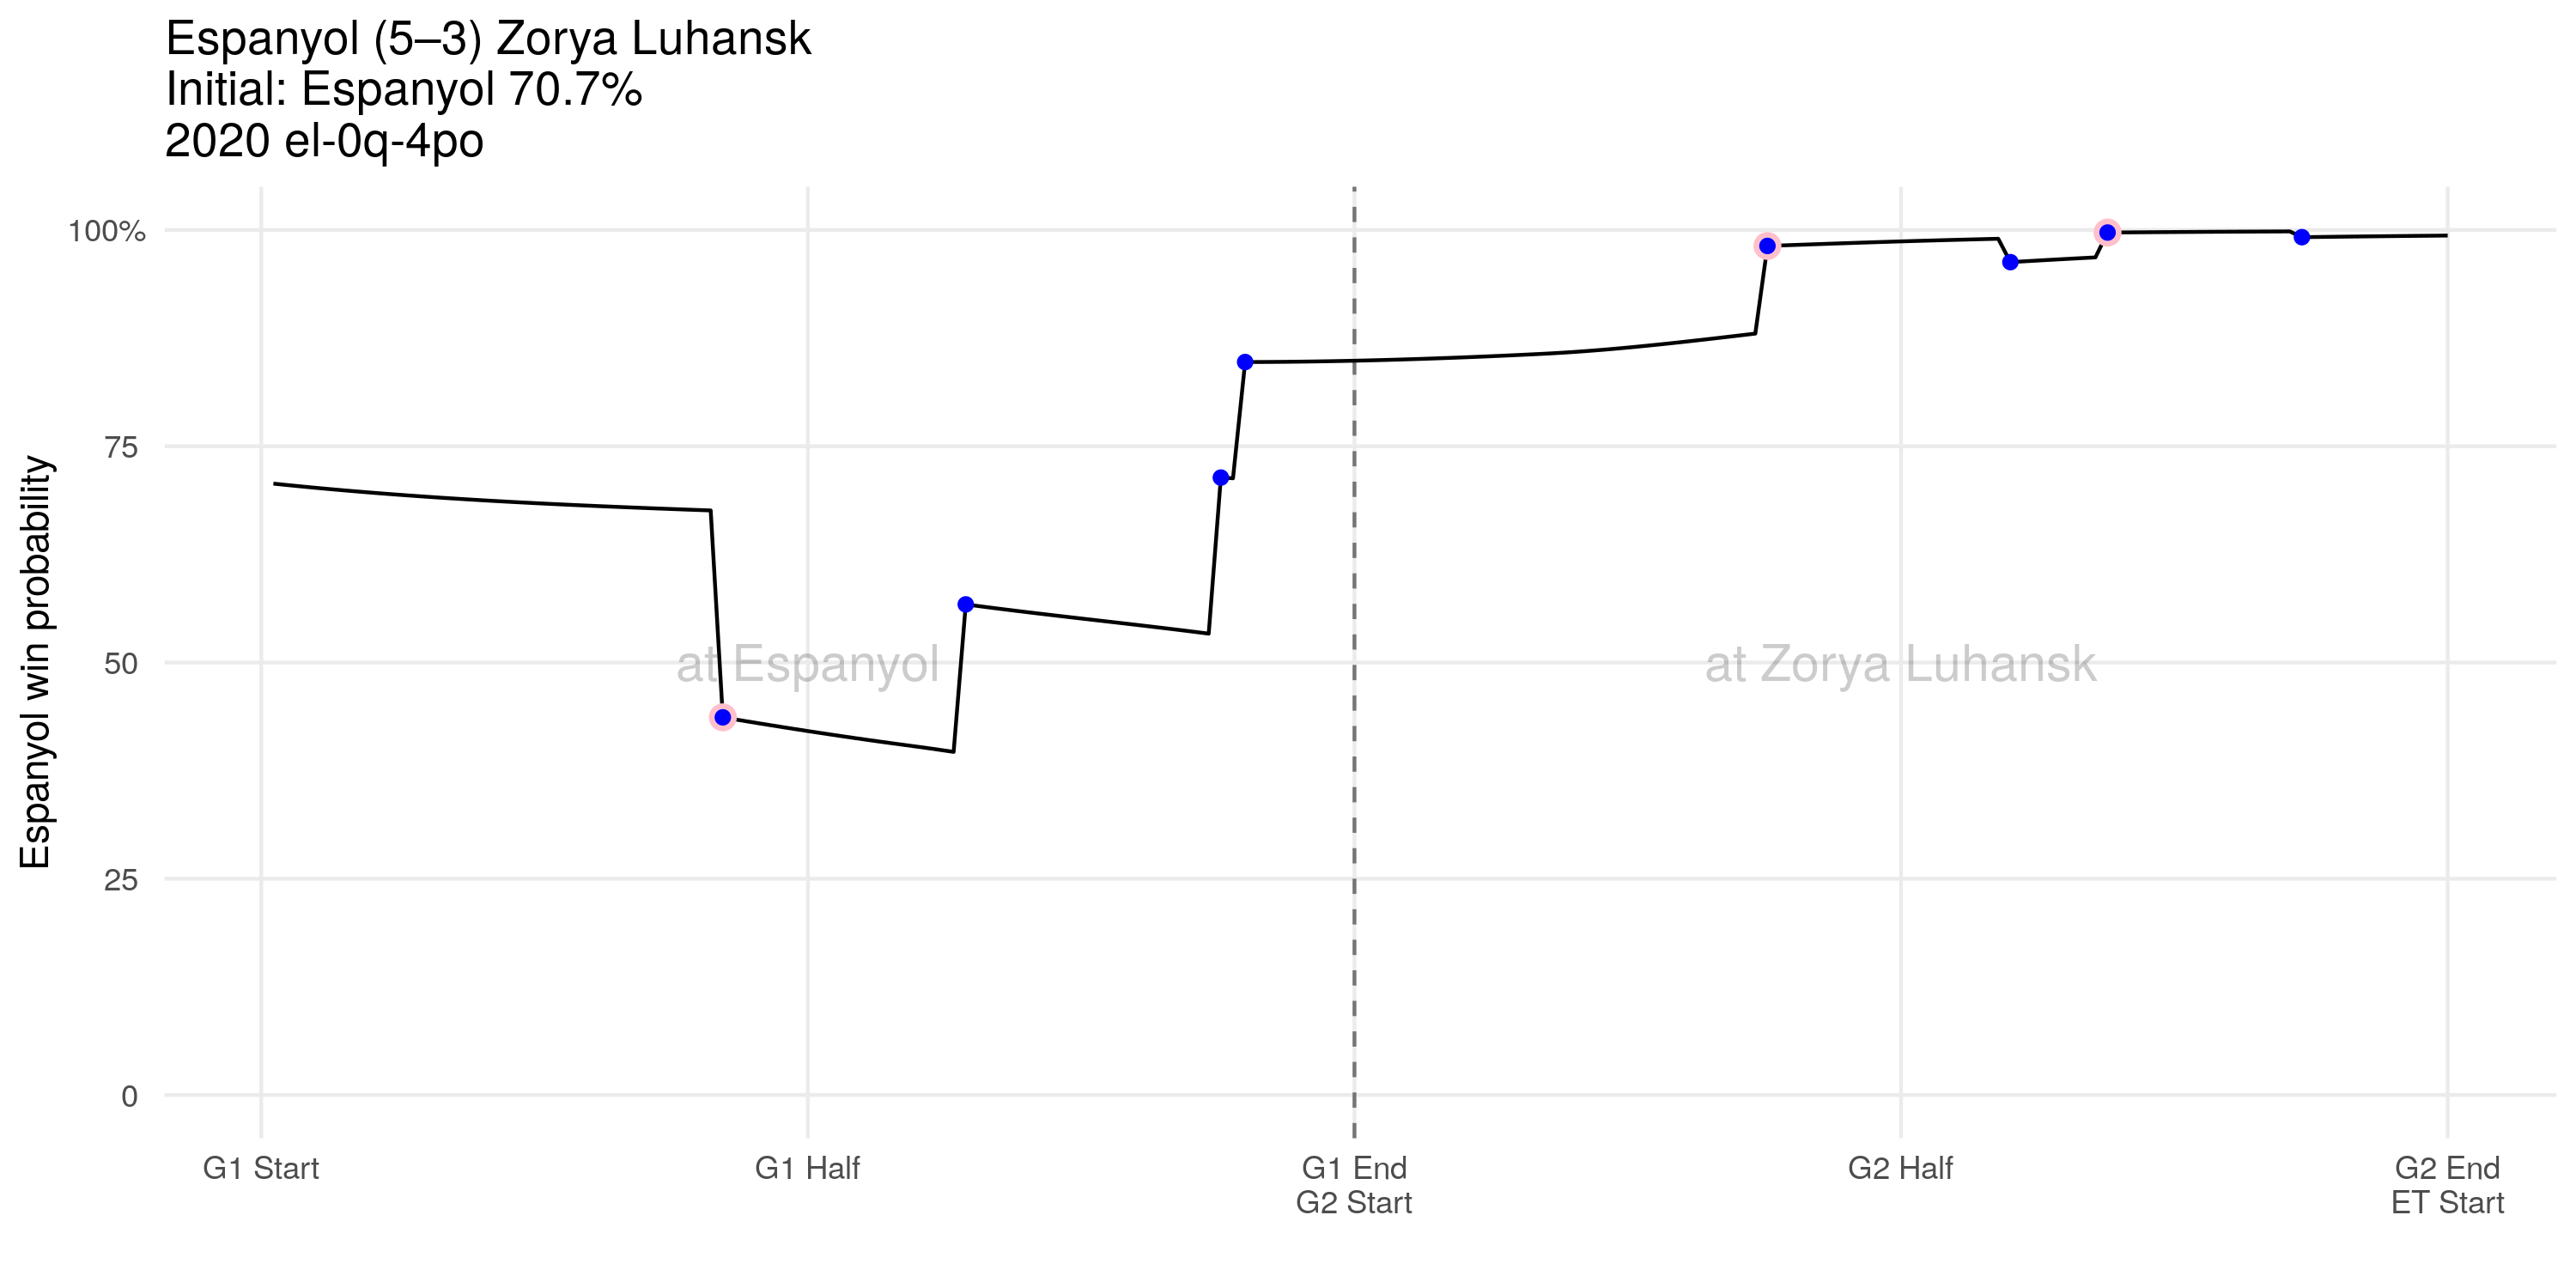 Espanyol (5–3) Zorya Luhansk
Initial: Espanyol 70.7%
2020 el-0q-4po
Espanyol win probability
100%
75
50
25
0
at Espanyol
at Zorya Luhansk
G1 Start
G1 Half
G1 End
G2 Start
G2 Half
G2 End
ET Start